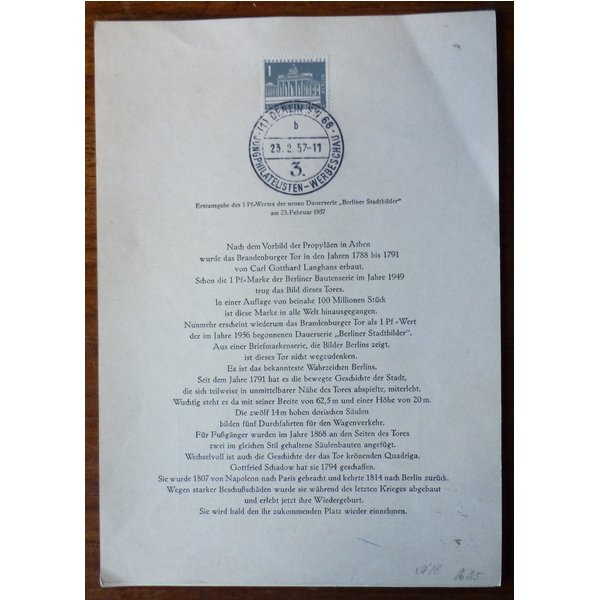 1
(1) BERLIN SW 68
b
23. 2. 57-11
3.
JUNGPHILATELISTEN-WERBESCHAU
Erstausgabe des 1 Pf-Wertes der neuen Dauerserie „Berliner Stadtbilder“
am 23. Februar 1957
Nach dem Vorbild der Propyläen in Athen
wurde das Brandenburger Tor in den Jahren 1788 bis 1791
von Carl Gotthard Langhans erbaut.
Schon die 1 Pf-Marke der Berliner Bautenserie im Jahre 1949
trug das Bild dieses Tores.
In einer Auflage von beinahe 100 Millionen Stück
ist diese Marke in alle Welt hinausgegangen.
Nunmehr erscheint wiederum das Brandenburger Tor als 1 Pf-Wert
der im Jahre 1956 begonnenen Dauerserie „Berliner Stadtbilder“.
Aus einer Briefmarkenserie, die Bilder Berlins zeigt,
ist dieses Tor nicht wegzudenken.
Es ist das bekannteste Wahrzeichen Berlins.
Seit dem Jahre 1791 hat es die bewegte Geschichte der Stadt,
die sich teilweise in unmittelbarer Nähe des Tores abspielte, miterlebt.
Wuchtig steht es da mit seiner Breite von 62,5 m und einer Höhe von 20 m.
Die zwölf 14 m hohen dorischen Säulen
bilden fünf Durchfahrten für den Wagenverkehr.
Für Fußgänger wurden im Jahre 1868 an den Seiten des Tores
zwei im gleichen Stil gehaltene Säulenbauten angefügt.
Wechselvoll ist auch die Geschichte der das Tor krönenden Quadriga.
Gottfried Schadow hat sie 1794 geschaffen.
Sie wurde 1807 von Napoleon nach Paris gebracht und kehrte 1814 nach Berlin zurück.
Wegen starker Beschußschäden wurde sie während des letzten Krieges abgebaut
und erlebt jetzt ihre Wiedergeburt.
Sie wird bald den ihr zukommenden Platz wieder einnehmen.